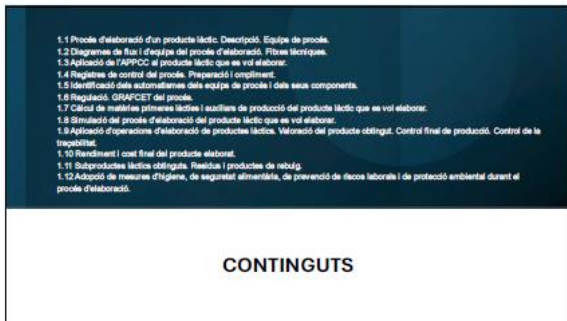 1.1 Procés d'elaboració d'un producte làctic. Descripció. Equips de procés.
1.2 Diagrames de flux i d'equips del procés d'elaboració. Fitxes tècniques.
1.3 Aplicació de l'APPCC al producte làctic que es vol elaborar.
1.4 Registres de control del procés. Preparació i ompliment.
1.5 Identificació dels automatismes dels equips de procés i dels seus components.
1.6 Regulació. GRAFCET del procés.
1.7 Càlcul de matèries primeres làcties i auxiliars de producció del producte làctic que es vol elaborar.
1.8 Simulació del procés d'elaboració del producte làctic que es vol elaborar.
1.9 Aplicació d'operacions d'elaboració de productes làctics. Valoració del producte obtingut. Control final de producció. Control de la
traçabilitat.
1.10 Rendiment i cost final del producte elaborat.
1.11 Subproductes làctics obtinguts. Residus i productes de rebuig.
1.12 Adopció de mesures d'higiene, de seguretat alimentària, de prevenció de riscos laborals i de protecció ambiental durant el
procés d'elaboració.
CONTINGUTS